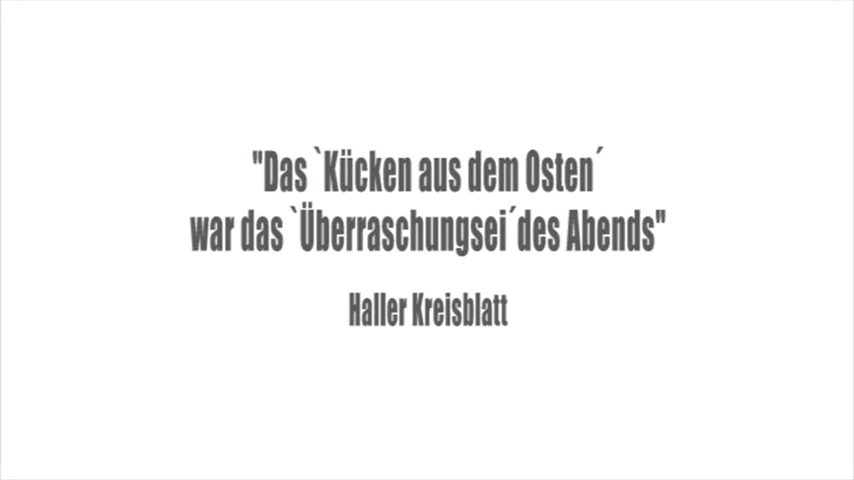 "Das `Kücken aus dem Osten´
war das `Überraschungsei´des Abends"
Haller Kreisblatt